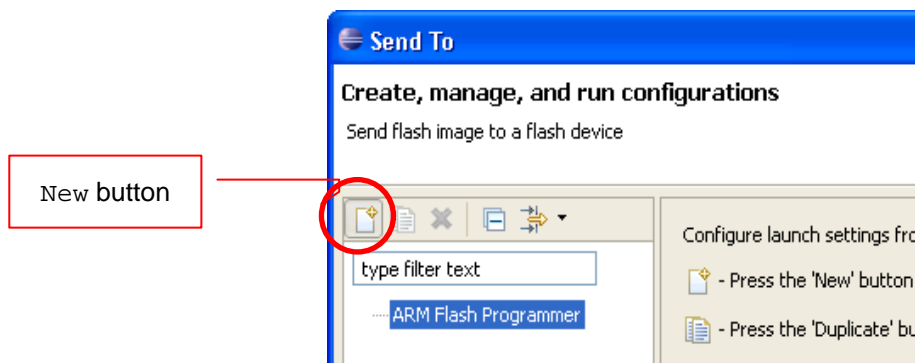 Send To
Create, manage, and run configurations
Send flash image to a flash device
New button
Configure launch settings fro
type filter text
- Press the 'New' button
ARM Flash Programmer
- Press the 'Duplicate' bu